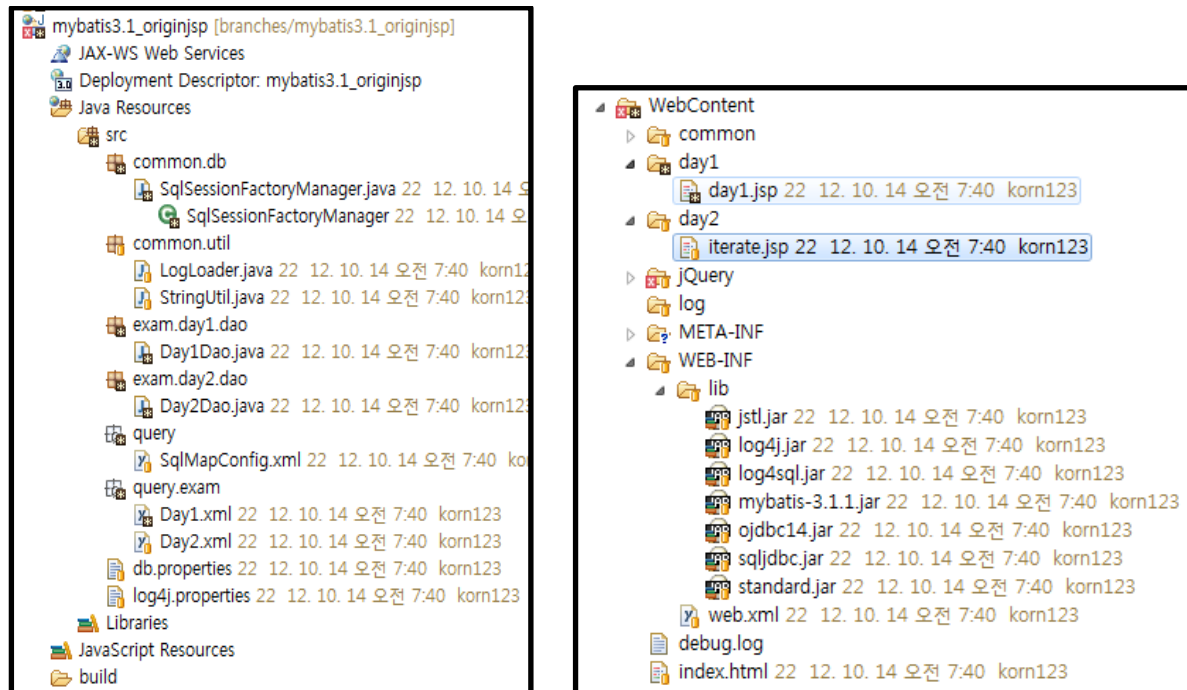 mybatis3.1_originjsp [branches/mybatis3.1_originjsp]
JAX-WS Web Services
3.0 Deployment Descriptor: mybatis3.1_originjsp
Java Resources
src
common.db
SqlSessionFactoryManager.java 22 12. 10. 14 오
SqlSessionFactoryManager 22 12. 10. 14 오
common.util
LogLoader.java 22 12. 10. 14 오전 7:40 korn12
StringUtil.java 22 12. 10. 14 오전 7:40 korn123
exam.day1.dao
Day1Dao.java 22 12. 10. 14 오전 7:40 korn12
exam.day2.dao
Day2Dao.java 22 12. 10. 14 오전 7:40 korn12
query
SqlMapConfig.xml 22 12. 10. 14 오전 7:40 ko
query.exam
Day1.xml 22 12. 10. 14 오전 7:40 korn123
Day2.xml 22 12. 10. 14 오전 7:40 korn123
db.properties 22 12. 10. 14 오전 7:40 korn123
log4j.properties 22 12. 10. 14 오전 7:40 korn123
Libraries
JavaScript Resources
build
WebContent
common
day1
day1.jsp 22 12. 10. 14 오전 7:40 korn123
day2
iterate.jsp 22 12. 10. 14 오전 7:40 korn123
jQuery
log
META-INF
WEB-INF
lib
jstl.jar 22 12. 10. 14 오전 7:40 korn123
log4j.jar 22 12. 10. 14 오전 7:40 korn123
log4sql.jar 22 12. 10. 14 오전 7:40 korn123
mybatis-3.1.1.jar 22 12. 10. 14 오전 7:40 korn123
ojdbc14.jar 22 12. 10. 14 오전 7:40 korn123
sqljdbc.jar 22 12. 10. 14 오전 7:40 korn123
standard.jar 22 12. 10. 14 오전 7:40 korn123
web.xml 22 12. 10. 14 오전 7:40 korn123
debug.log
index.html 22 12. 10. 14 오전 7:40 korn123